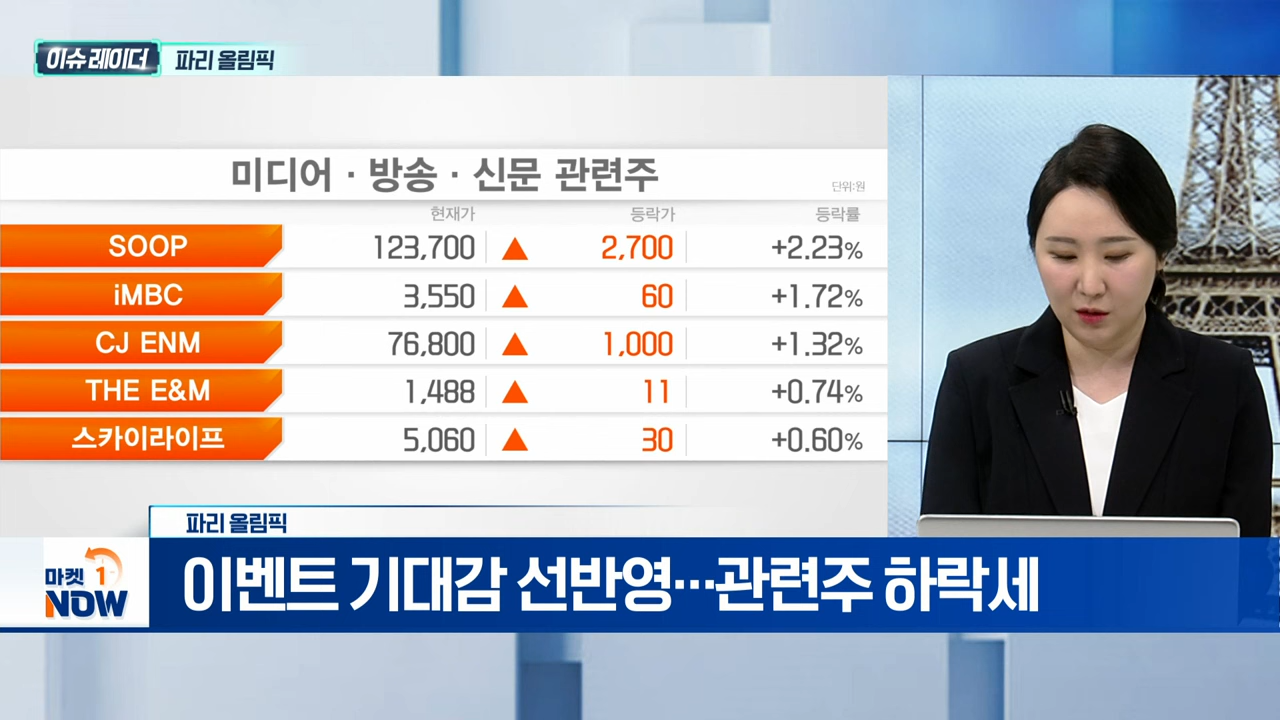 이슈 레이더 파리 올림픽
미디어 · 방송 · 신문 관련주
단위:원
현재가 등락가 등락률
SOOP 123,700 ▲ 2,700 +2.23%
iMBC 3,550 ▲ 60 +1.72%
CJ ENM 76,800 ▲ 1,000 +1.32%
THE E&M 1,488 ▲ 11 +0.74%
스카이라이프 5,060 ▲ 30 +0.60%
파리 올림픽
마켓 1
NOW
이벤트 기대감 선반영…관련주 하락세